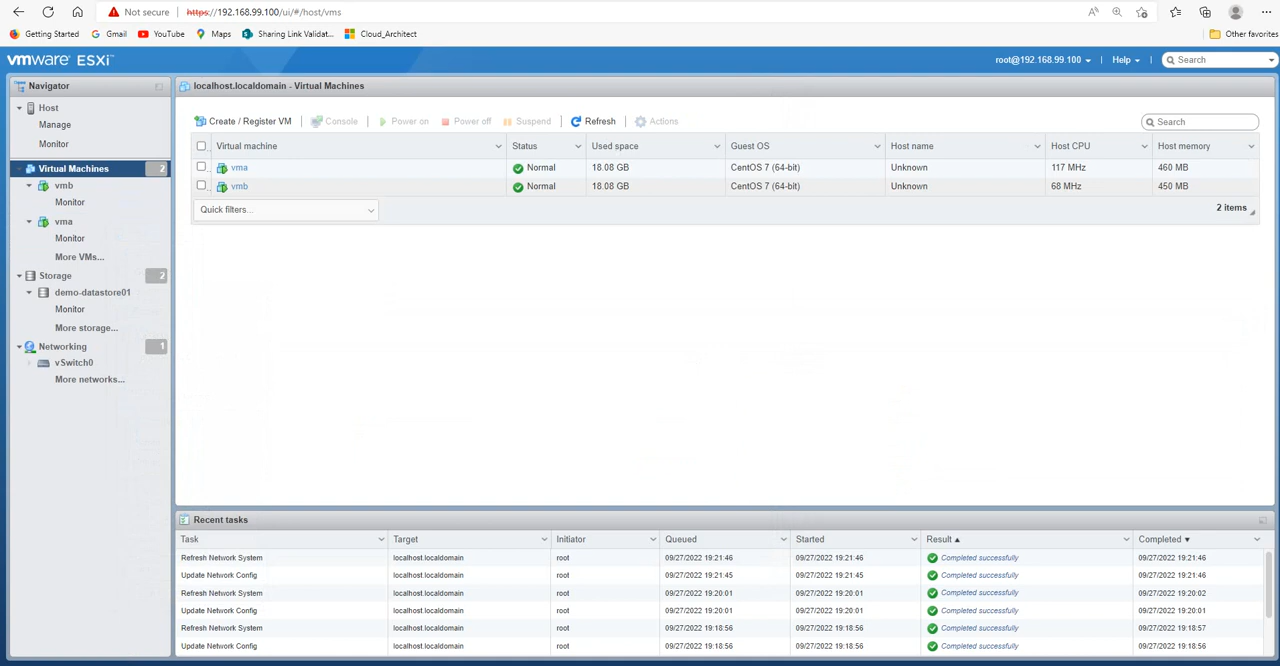 Not secure | https://192.168.99.100/ui/#/host/vms
Getting Started Gmail YouTube Maps Sharing Link Validat... Cloud_Architect Other favorites
vmware ESXi™ root@192.168.99.100 | Help | Search
Navigator
Host
Manage
Monitor
Virtual Machines 2
vmb
Monitor
vma
Monitor
More VMs...
Storage 2
demo-datastore01
Monitor
More storage...
Networking 1
vSwitch0
More networks...
localhost.localdomain - Virtual Machines
Create / Register VM | Console | Power on Power off Suspend | Refresh | Actions Search
Virtual machine Status Used space Guest OS Host name Host CPU Host memory
vma Normal 18.08 GB CentOS 7 (64-bit) Unknown 117 MHz 460 MB
vmb Normal 18.08 GB CentOS 7 (64-bit) Unknown 68 MHz 450 MB
Quick filters... 2 items
Recent tasks
Task Target Initiator Queued Started Result Completed
Refresh Network System localhost.localdomain root 09/27/2022 19:21:46 09/27/2022 19:21:46 Completed successfully 09/27/2022 19:21:46
Update Network Config localhost.localdomain root 09/27/2022 19:21:45 09/27/2022 19:21:45 Completed successfully 09/27/2022 19:21:46
Refresh Network System localhost.localdomain root 09/27/2022 19:20:01 09/27/2022 19:20:01 Completed successfully 09/27/2022 19:20:02
Update Network Config localhost.localdomain root 09/27/2022 19:20:01 09/27/2022 19:20:01 Completed successfully 09/27/2022 19:20:01
Refresh Network System localhost.localdomain root 09/27/2022 19:18:56 09/27/2022 19:18:56 Completed successfully 09/27/2022 19:18:57
Update Network Config localhost.localdomain root 09/27/2022 19:18:56 09/27/2022 19:18:56 Completed successfully 09/27/2022 19:18:56